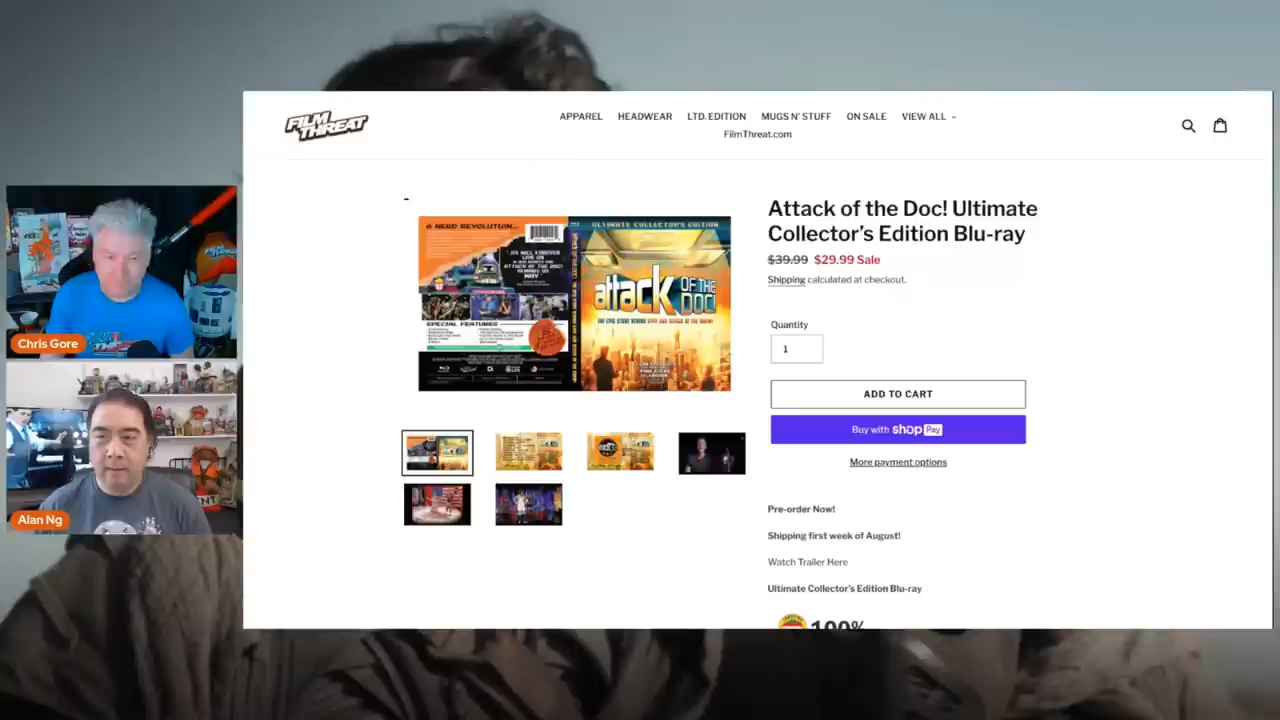 FILM THREAT
APPAREL HEADWEAR LTD. EDITION MUGS N' STUFF ON SALE VIEW ALL
FilmThreat.com
Attack of the Doc! Ultimate
Collector's Edition Blu-ray
$39.99 $29.99 Sale
Shipping calculated at checkout.
Quantity
1
ADD TO CART
Buy with shop Pay
More payment options
Pre-order Now!
Shipping first week of August!
Watch Trailer Here
Ultimate Collector's Edition Blu-ray
100%
A NERD REVOLUTION...
ULTIMATE COLLECTOR'S EDITION
attack OF THE DOC!
SPECIAL FEATURES
Chris Gore
Alan Ng